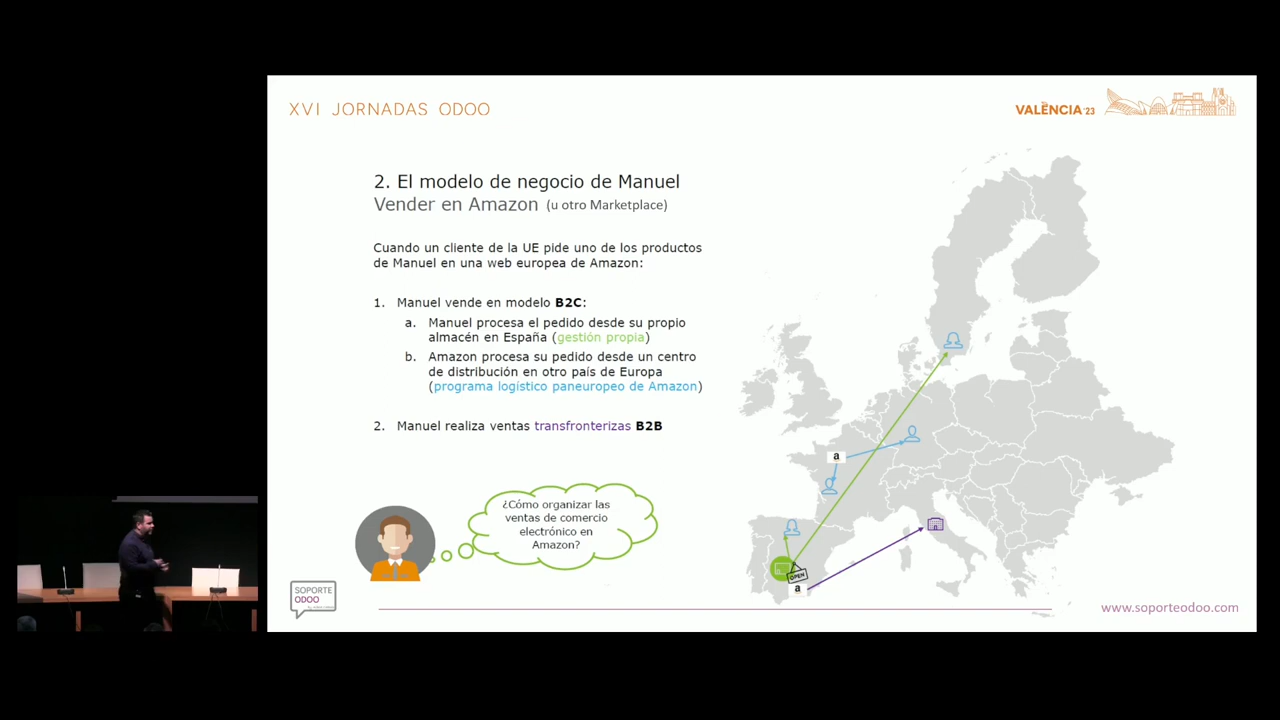 XVI JORNADAS ODOO
VALÈNCIA '23
2. El modelo de negocio de Manuel
Vender en Amazon (u otro Marketplace)
Cuando un cliente de la UE pide uno de los productos
de Manuel en una web europea de Amazon:
1. Manuel vende en modelo B2C:
a. Manuel procesa el pedido desde su propio
almacén en España (gestión propia)
b. Amazon procesa su pedido desde un centro
de distribución en otro país de Europa
(programa logístico paneuropeo de Amazon)
2. Manuel realiza ventas transfronterizas B2B
a
OPEN
a
¿Cómo organizar las
ventas de comercio
electrónico en
Amazon?
SOPORTE
ODOO
www.soporteodoo.com